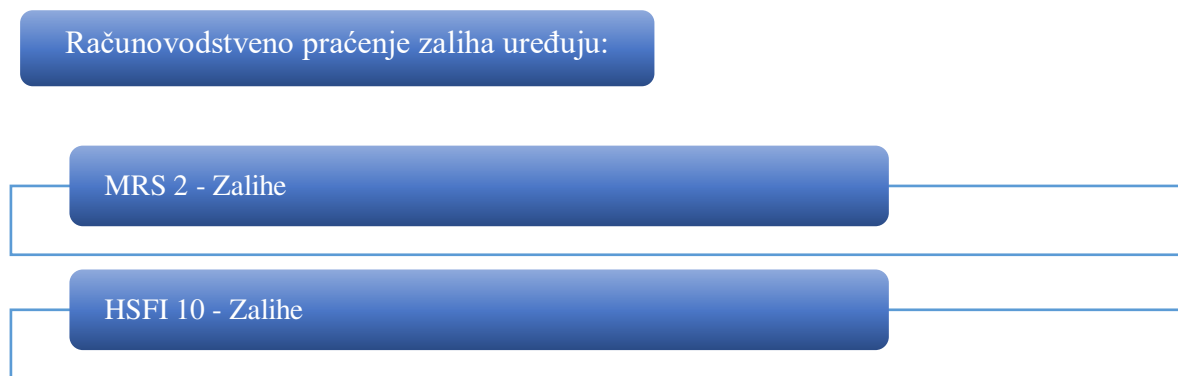 Računovodstveno praćenje zaliha uređuju:
MRS 2 - Zalihe
HSFI 10 - Zalihe